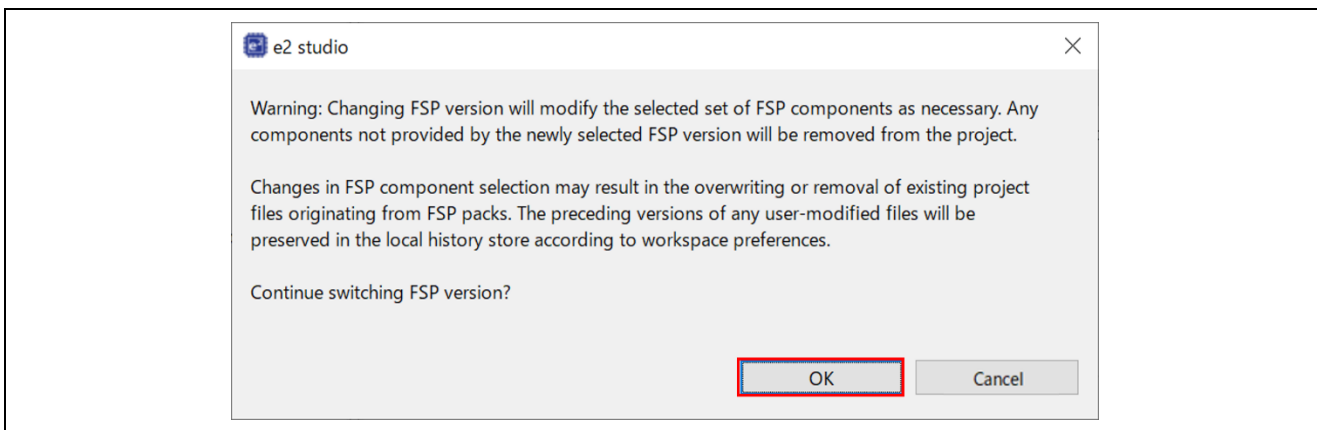 e2 studio
Warning: Changing FSP version will modify the selected set of FSP components as necessary. Any
components not provided by the newly selected FSP version will be removed from the project.
Changes in FSP component selection may result in the overwriting or removal of existing project
files originating from FSP packs. The preceding versions of any user-modified files will be
preserved in the local history store according to workspace preferences.
Continue switching FSP version?
OK
Cancel